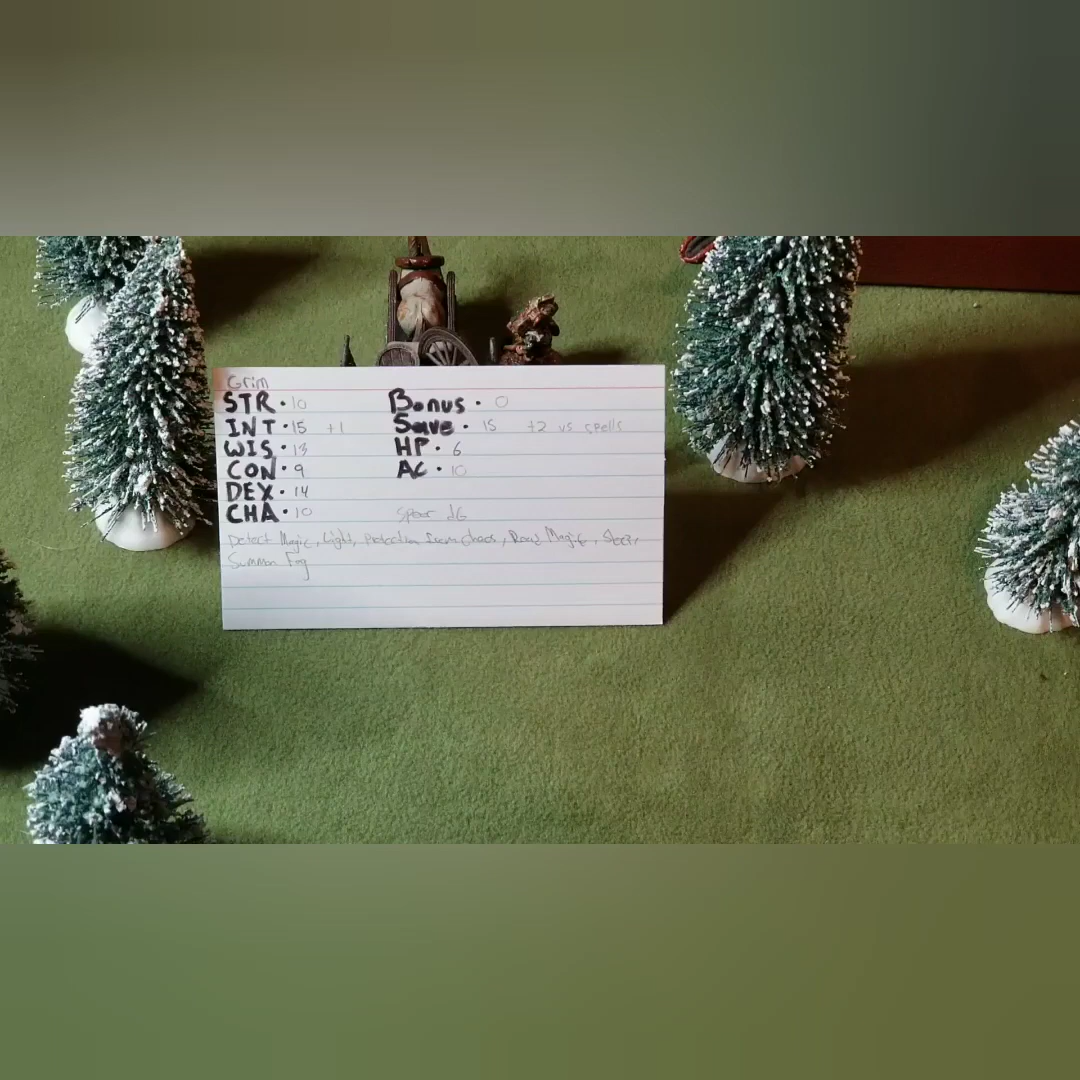 Grim
STR • 10 Bonus • 0
INT • 15 +1 Save • 15 +2 vs spells
WIS • 13 HP • 6
CON • 9 AC • 10
DEX • 14
CHA • 10 Spear d6
Detect Magic, Light, Protection from Chaos, Read Magic, Sleep,
Summon Fog